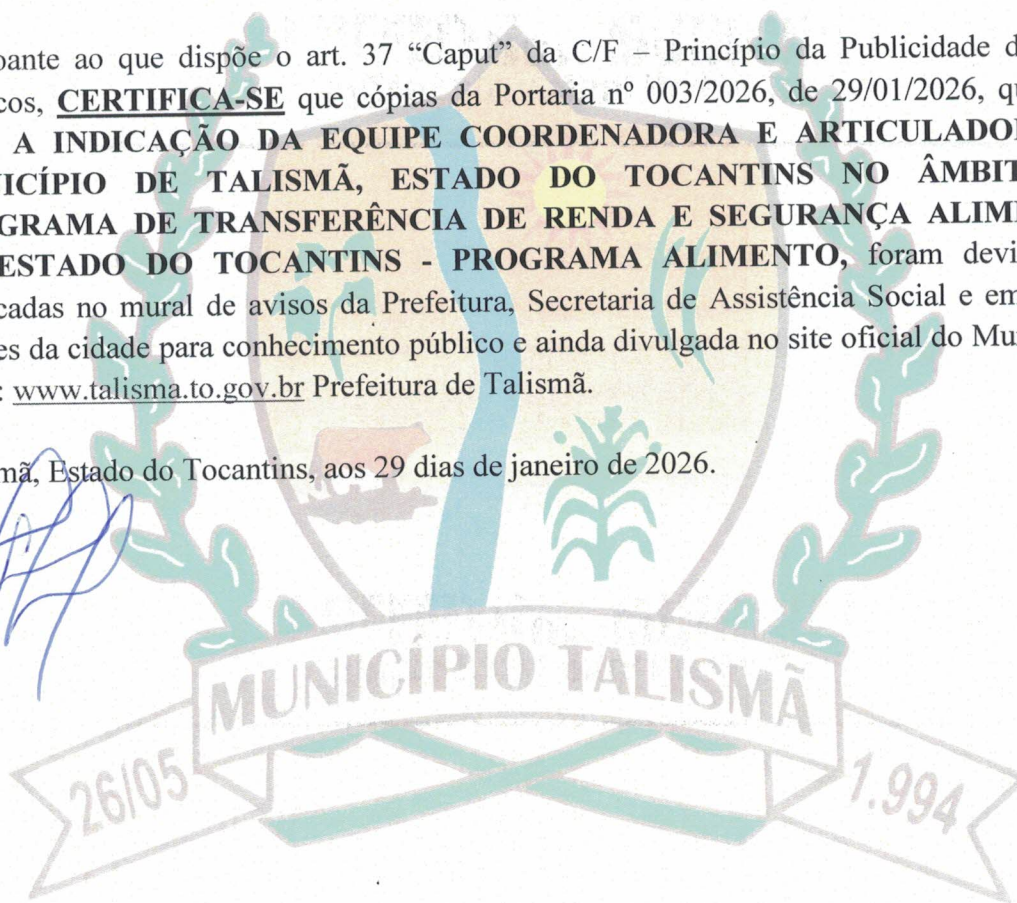 oante ao que dispõe o art. 37 “Caput” da C/F – Princípio da Publicidade d
cos, CERTIFICA-SE que cópias da Portaria nº 003/2026, de 29/01/2026, qu
A INDICAÇÃO DA EQUIPE COORDENADORA E ARTICULADO
NICÍPIO DE TALISMÃ, ESTADO DO TOCANTINS NO ÂMBIT
GRAMA DE TRANSFERÊNCIA DE RENDA E SEGURANÇA ALIME
ESTADO DO TOCANTINS - PROGRAMA ALIMENTO, foram devi
cadas no mural de avisos da Prefeitura, Secretaria de Assistência Social e em
es da cidade para conhecimento público e ainda divulgada no site oficial do Mu
: www.talisma.to.gov.br Prefeitura de Talismã.
mã, Estado do Tocantins, aos 29 dias de janeiro de 2026.
MUNICÍPIO TALISMÃ
26/05
1.994